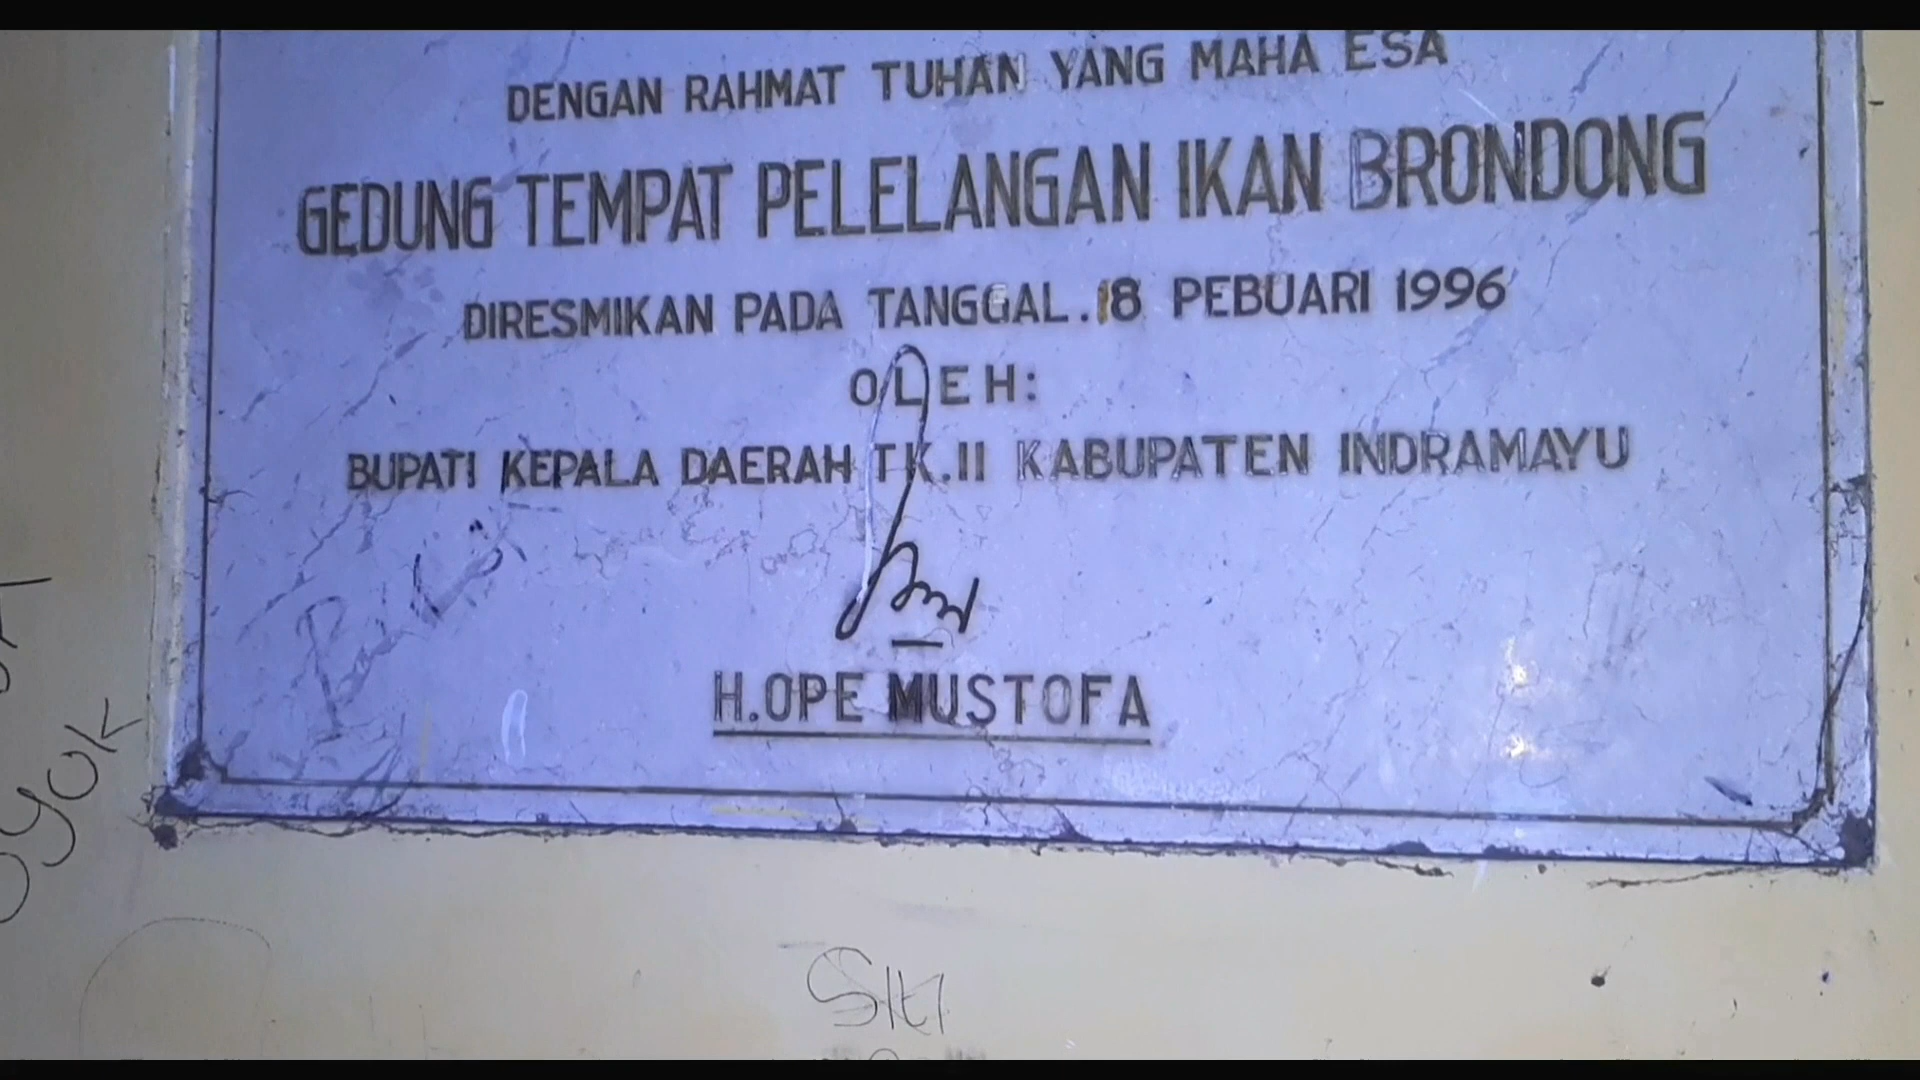 DENGAN RAHMAT TUHAN YANG MAHA ESA
GEDUNG TEMPAT PELELANGAN IKAN BRONDONG
DIRESMIKAN PADA TANGGAL.18 PEBUARI 1996
OLEH:
BUPATI KEPALA DAERAH TK.II KABUPATEN INDRAMAYU
H.OPE MUSTOFA